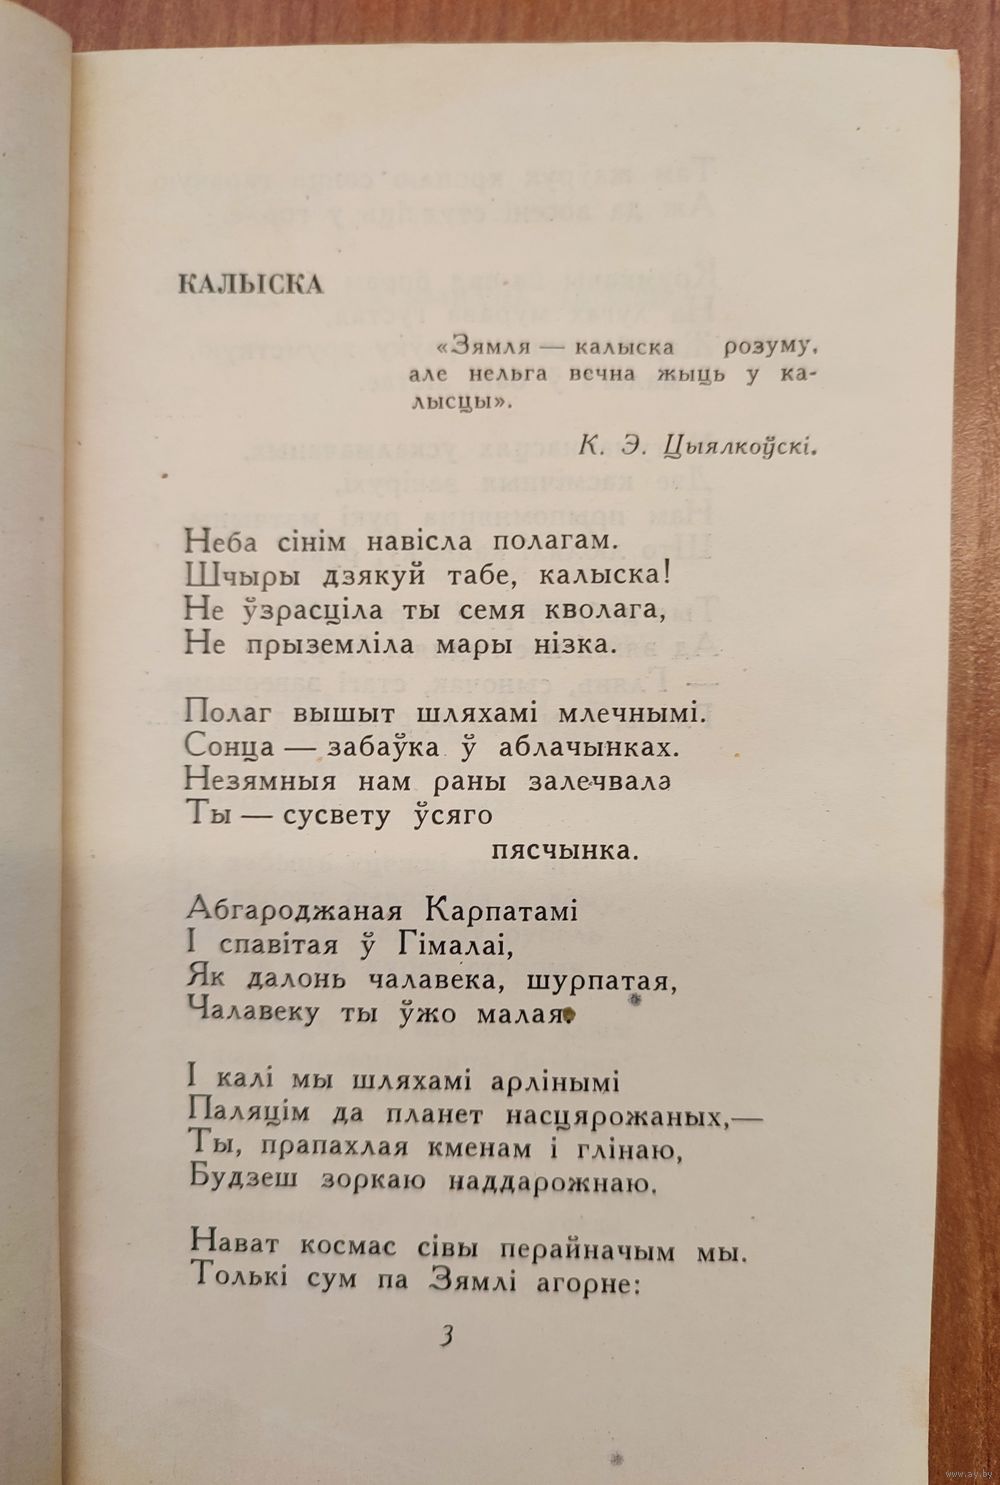 КАЛЫСКА
«Зямля — калыска розуму,
але нельга вечна жыць у ка-
лысцы».
К. Э. Цыялкоўскі.
Неба сінім навісла полагам.
Шчыры дзякуй табе, калыска!
Не ўзрасціла ты семя кволага,
Не прыземліла мары нізка.
Полаг вышыт шляхамі млечнымі.
Сонца — забаўка ў аблачынках.
Незямныя нам раны залечвала
Ты — сусвету ўсяго
пясчынка.
Абгароджаная Карпатамі
І спавітая ў Гімалаі,
Як далонь чалавека, шурпатая,
Чалавеку ты ўжо малая.
І калі мы шляхамі арлінымі
Паляцім да планет насцярожаных,—
Ты, прапахлая кменам і глінаю,
Будзеш зоркаю наддарожнаю.
Нават космас сівы перайначым мы.
Толькі сум па Зямлі агорне:
3
www.ay.by